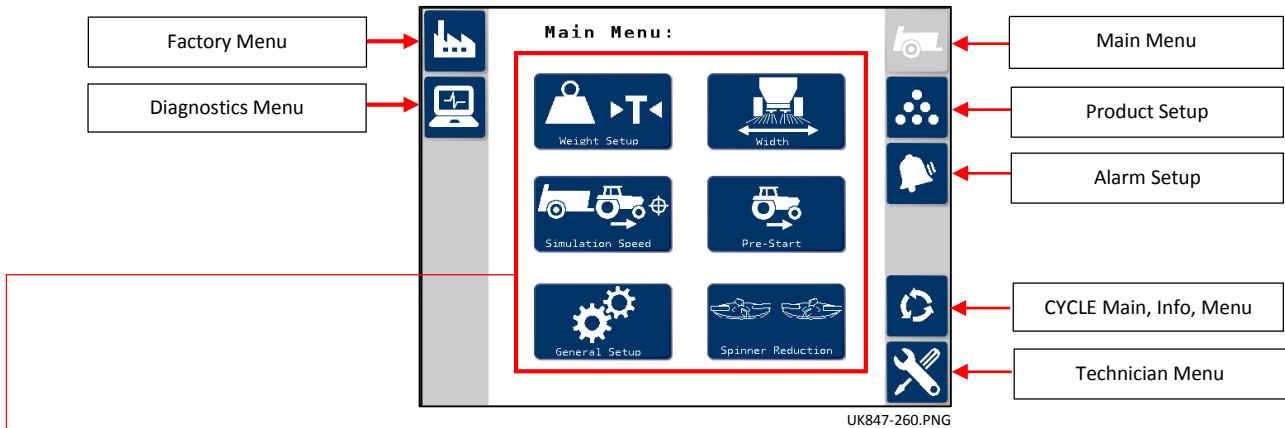 Factory Menu
Diagnostics Menu
Main Menu:
▸T◂
Weight Setup
Width
Simulation Speed
Pre-Start
General Setup
Spinner Reduction
Main Menu
Product Setup
Alarm Setup
CYCLE Main, Info, Menu
Technician Menu
UK847-260.PNG